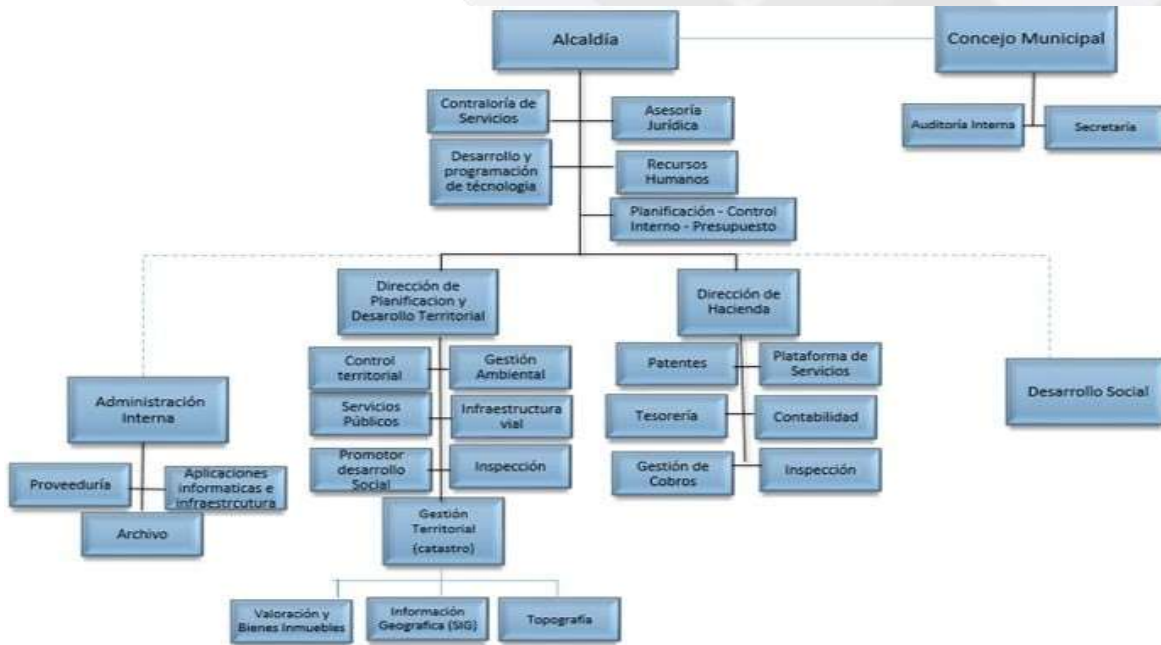 Alcaldía
Concejo Municipal
Contraloría de
Servicios
Asesoría
Jurídica
Auditoría Interna
Secretaría
Desarrollo y
programación
de técnologia
Recursos
Humanos
Planificación - Control
Interno - Presupuesto
Dirección de
Planificacion y
Desarollo Territorial
Dirección de
Hacienda
Control
territorial
Gestión
Ambiental
Patentes
Plataforma de
Servicios
Administración
Interna
Desarrollo Social
Servicios
Públicos
Infraestructura
vial
Tesorería
Contabilidad
Promotor
desarrollo
Social
Inspección
Gestión de
Cobros
Inspección
Proveeduría
Aplicaciones
informaticas e
infraestrcutura
Archivo
Gestión
Territorial
(catastro)
Valoración y
Bienes Inmuebles
Información
Geografica (SIG)
Topografía